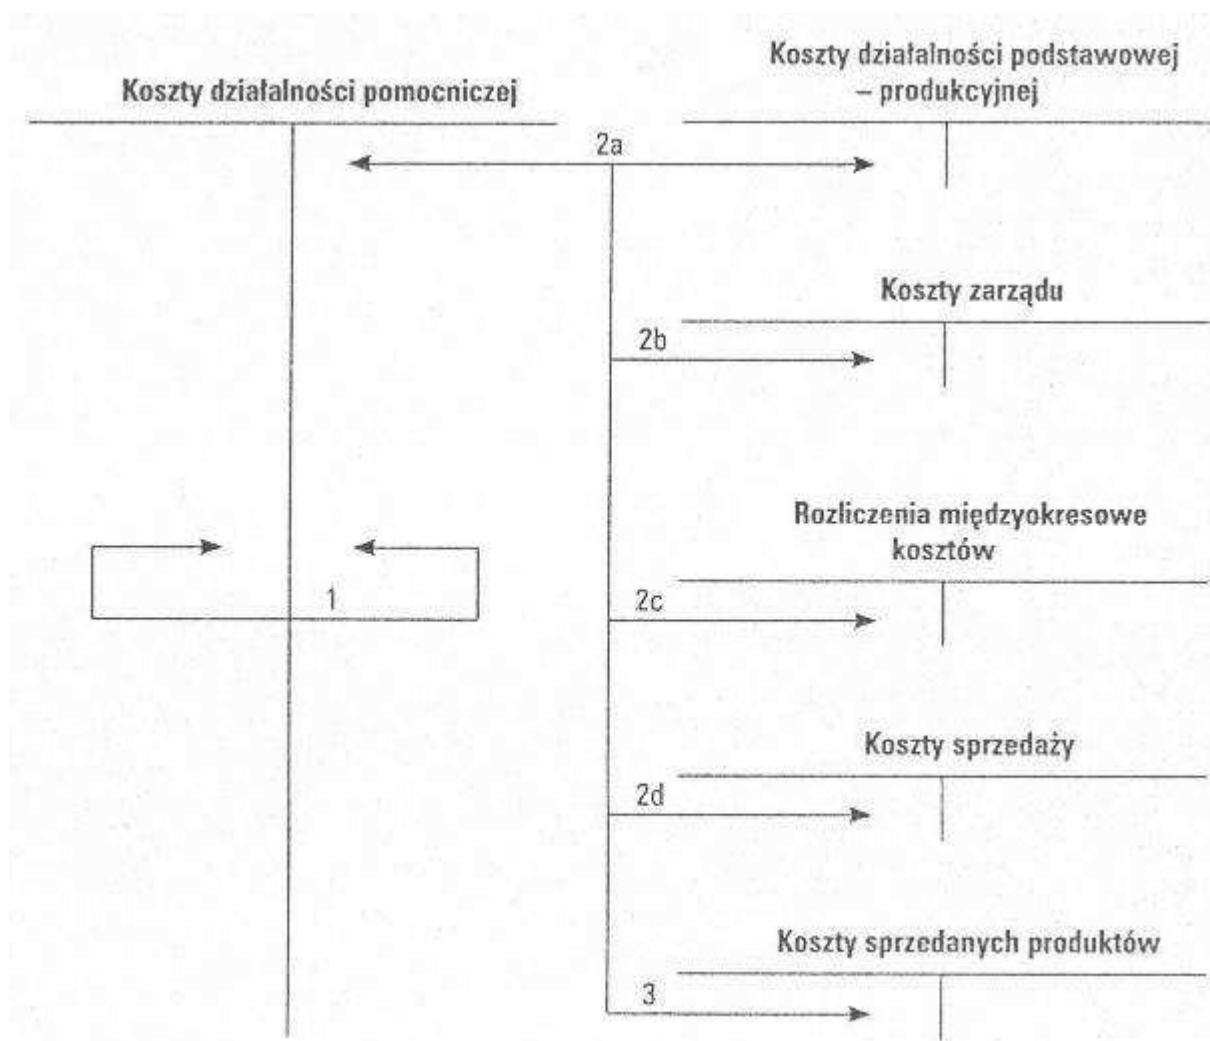 Koszty działalności pomocniczej
Koszty działalności podstawowej
– produkcyjnej
2a
Koszty zarządu
2b
Rozliczenia międzyokresowe
kosztów
1
2c
Koszty sprzedaży
2d
Koszty sprzedanych produktów
3